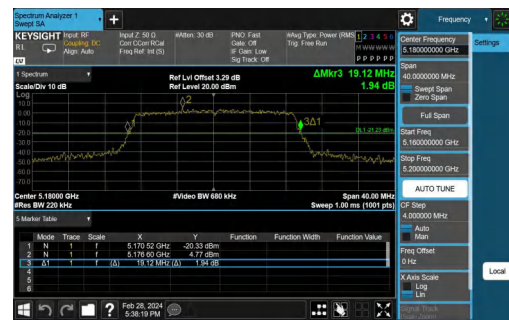 Spectrum Analyzer 1
Swept SA
Frequency
KEYSIGHT Input: RF
RL Coupling: DC
Align: Auto
Input Z: 50 Ω
Corr CCorr RCal
Freq Ref: Int (S)
#Atten: 30 dB
PNO: Fast
Gate: Off
IF Gain: Low
Sig Track: Off
#Avg Type: Power (RMS)
Trig: Free Run
1 2 3 4 5 6
M W W W W W
P P P P P P
LXI
1 Spectrum
Scale/Div 10 dB
Ref Lvl Offset 3.29 dB
Ref Level 20.00 dBm
ΔMkr3 19.12 MHz
1.94 dB
Log
10.0
0.00
-10.0
-20.0
-30.0
-40.0
-50.0
-60.0
-70.0
2
3Δ1
DL1 -21.23 dBm
Center 5.18000 GHz
#Res BW 220 kHz
#Video BW 680 kHz
Span 40.00 MHz
Sweep 1.00 ms (1001 pts)
5 Marker Table
Mode Trace Scale X Y Function Function Width Function Value
1 N 1 f 5.170 52 GHz -20.33 dBm
2 N 1 f 5.176 60 GHz 4.77 dBm
3 Δ1 1 f (Δ) 19.12 MHz (Δ) 1.94 dB
4
5
6
Feb 28, 2024
5:38:19 PM
Center Frequency
5.180000000 GHz
Settings
Span
40.0000000 MHz
Swept Span
Zero Span
Full Span
Start Freq
5.160000000 GHz
Stop Freq
5.200000000 GHz
AUTO TUNE
CF Step
4.000000 MHz
Auto
Man
Freq Offset
0 Hz
X Axis Scale
Log
Lin
Local
Signal Track